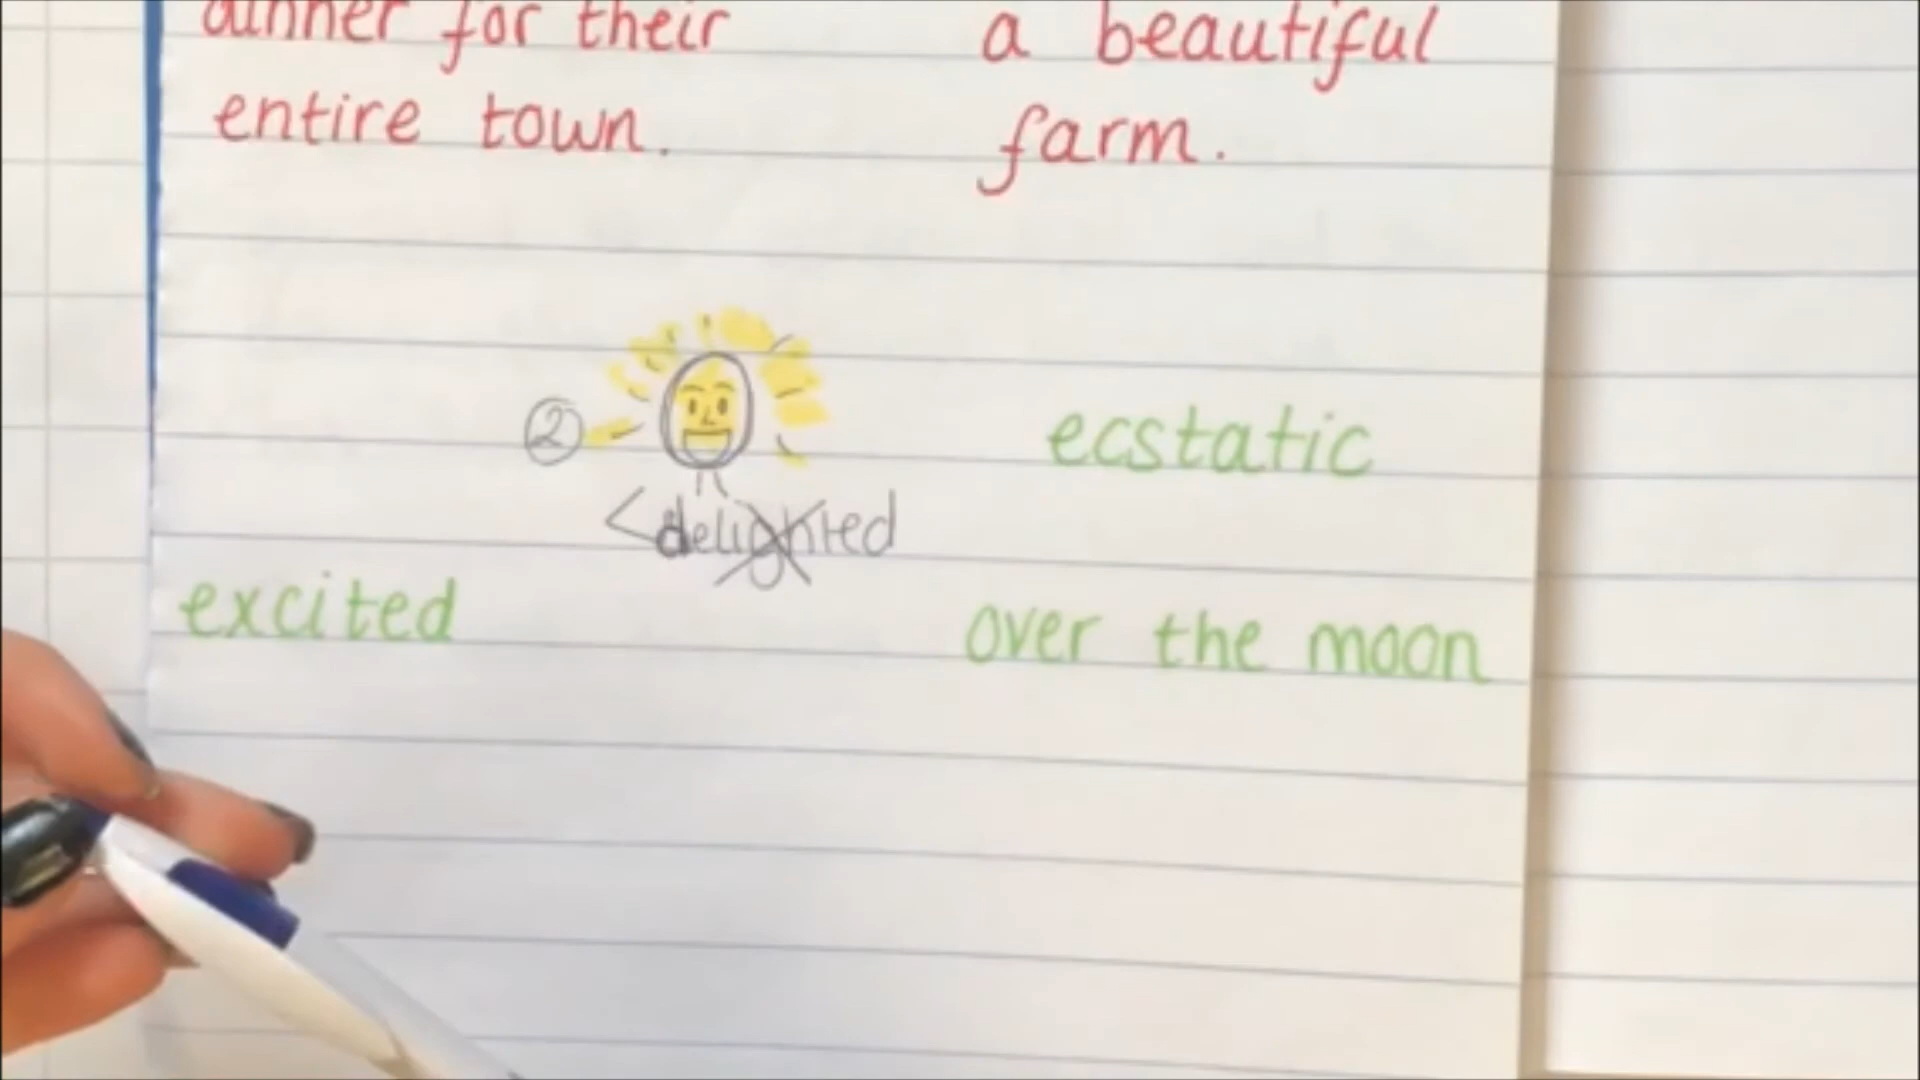 dinner for their
entire town.
a beautiful
farm.
②
<delighted
ecstatic
excited
over the moon